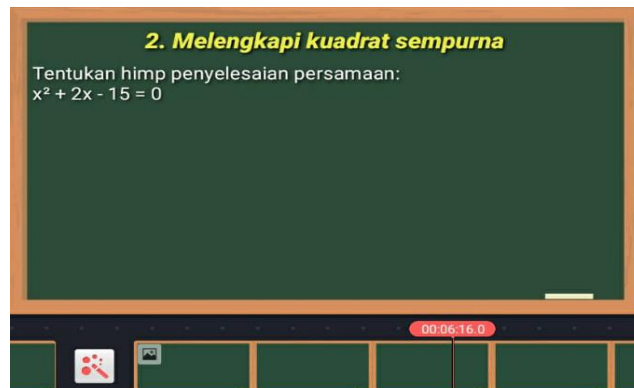 2. Melengkapi kuadrat sempurna
Tentukan himp penyelesaian persamaan:
x² + 2x - 15 = 0
00:06:16.0